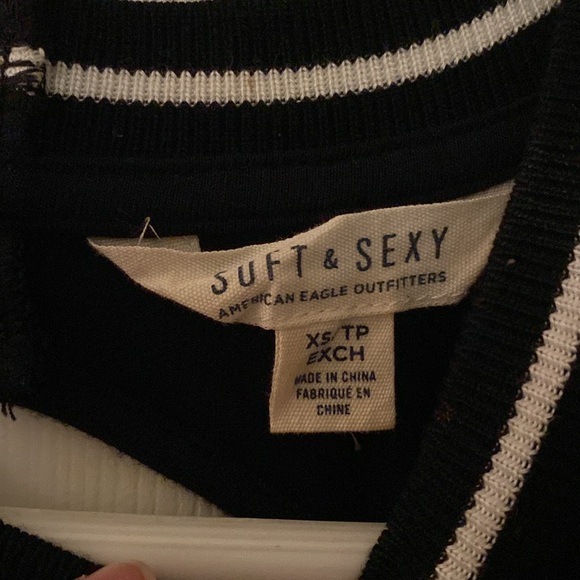 SOFT & SEXY
AMERICAN EAGLE OUTFITTERS
XS/TP
EXCH
MADE IN CHINA
FABRIQUÉ EN
CHINE